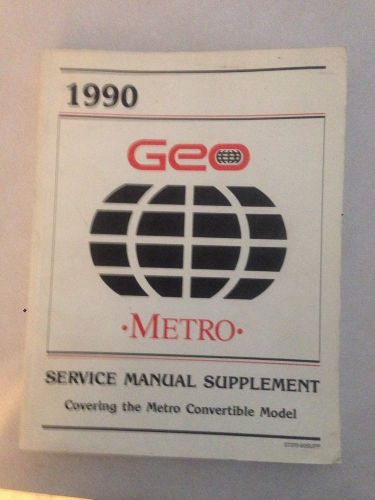 1990
Geo
•METRO•
SERVICE MANUAL SUPPLEMENT
Covering the Metro Convertible Model